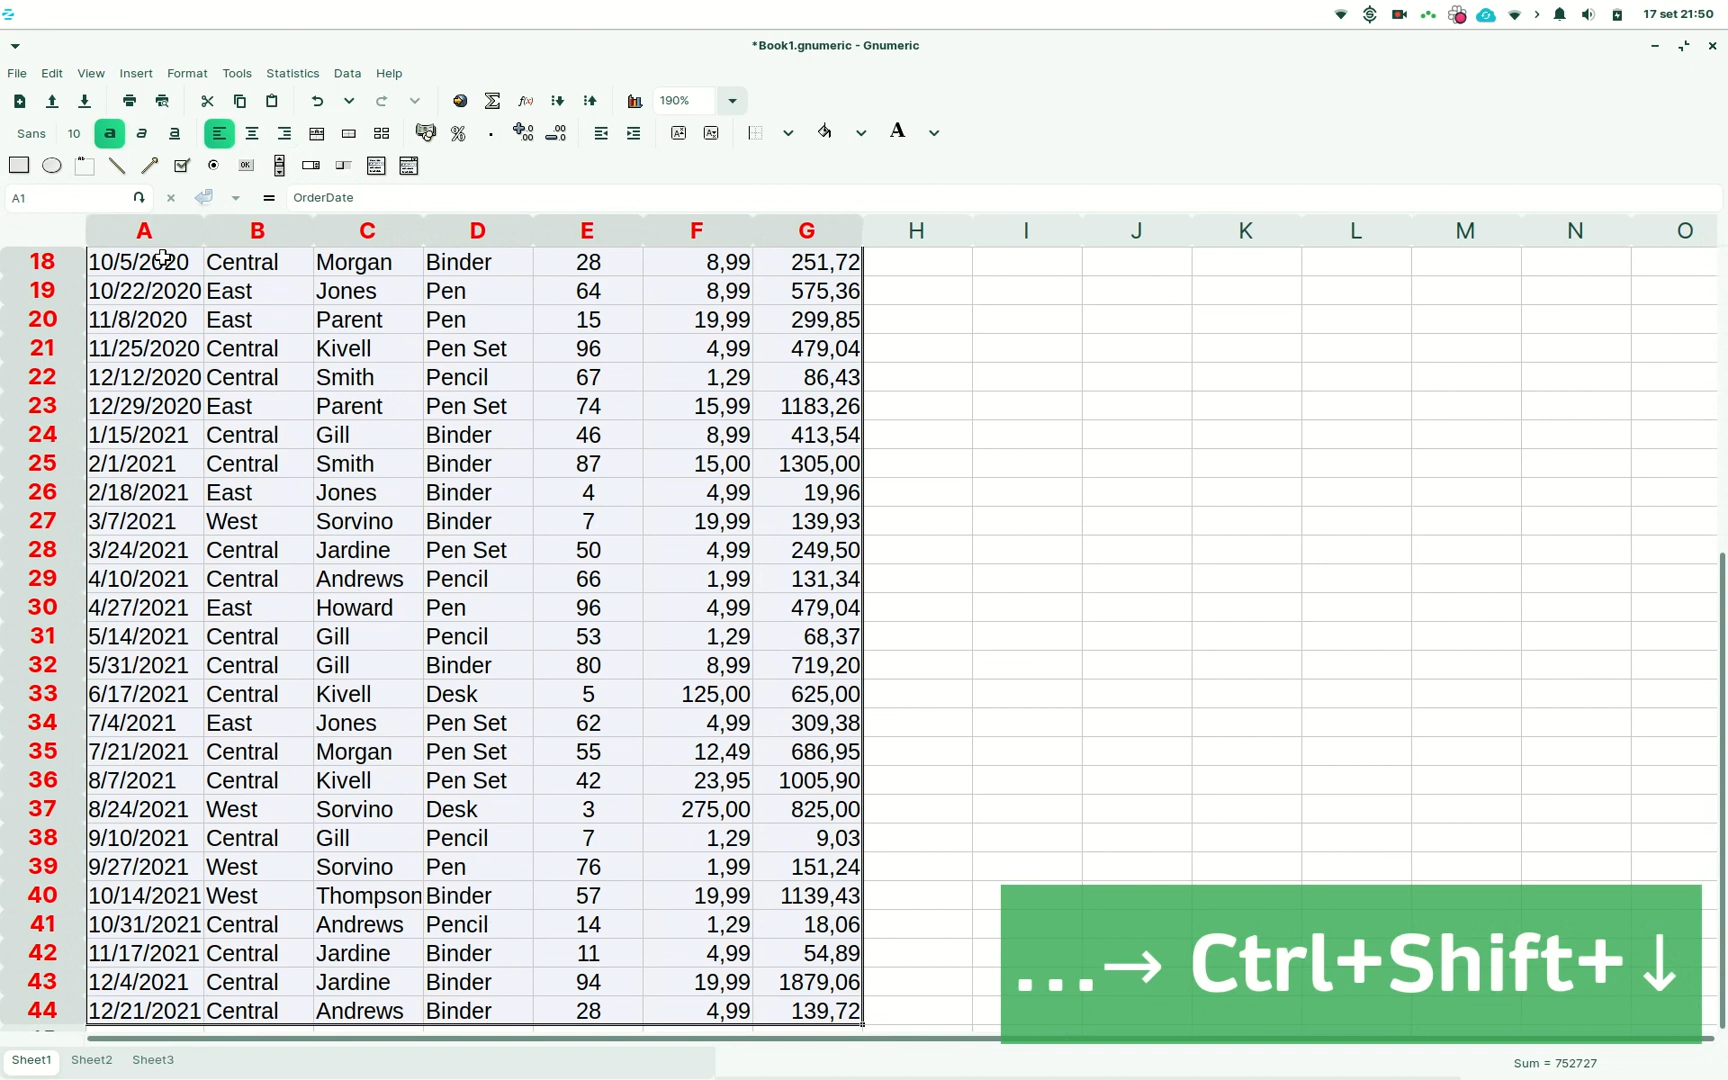 17 set 21:50
*Book1.gnumeric - Gnumeric
File Edit View Insert Format Tools Statistics Data Help
f(x) 190%
Sans 10 a a a % A
OK
A1 = OrderDate
A B C D E F G H I J K L M N O
18 10/5/2020 Central Morgan Binder 28 8,99 251,72
19 10/22/2020 East Jones Pen 64 8,99 575,36
20 11/8/2020 East Parent Pen 15 19,99 299,85
21 11/25/2020 Central Kivell Pen Set 96 4,99 479,04
22 12/12/2020 Central Smith Pencil 67 1,29 86,43
23 12/29/2020 East Parent Pen Set 74 15,99 1183,26
24 1/15/2021 Central Gill Binder 46 8,99 413,54
25 2/1/2021 Central Smith Binder 87 15,00 1305,00
26 2/18/2021 East Jones Binder 4 4,99 19,96
27 3/7/2021 West Sorvino Binder 7 19,99 139,93
28 3/24/2021 Central Jardine Pen Set 50 4,99 249,50
29 4/10/2021 Central Andrews Pencil 66 1,99 131,34
30 4/27/2021 East Howard Pen 96 4,99 479,04
31 5/14/2021 Central Gill Pencil 53 1,29 68,37
32 5/31/2021 Central Gill Binder 80 8,99 719,20
33 6/17/2021 Central Kivell Desk 5 125,00 625,00
34 7/4/2021 East Jones Pen Set 62 4,99 309,38
35 7/21/2021 Central Morgan Pen Set 55 12,49 686,95
36 8/7/2021 Central Kivell Pen Set 42 23,95 1005,90
37 8/24/2021 West Sorvino Desk 3 275,00 825,00
38 9/10/2021 Central Gill Pencil 7 1,29 9,03
39 9/27/2021 West Sorvino Pen 76 1,99 151,24
40 10/14/2021 West Thompson Binder 57 19,99 1139,43
41 10/31/2021 Central Andrews Pencil 14 1,29 18,06
42 11/17/2021 Central Jardine Binder 11 4,99 54,89
43 12/4/2021 Central Jardine Binder 94 19,99 1879,06
44 12/21/2021 Central Andrews Binder 28 4,99 139,72
...→ Ctrl+Shift+↓
Sheet1 Sheet2 Sheet3
Sum = 752727